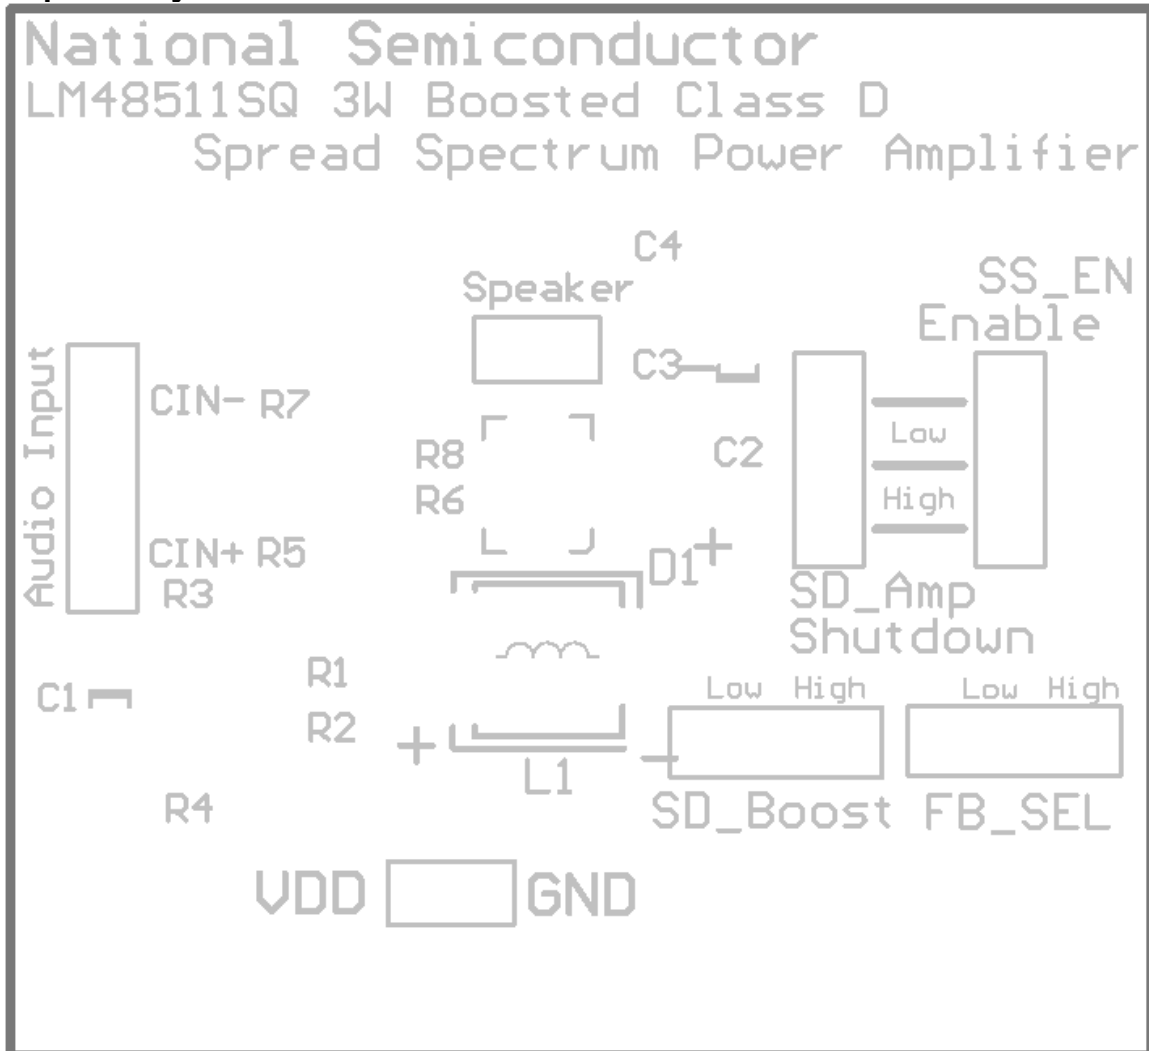 National Semiconductor
LM48511SQ 3W Boosted Class D
Spread Spectrum Power Amplifier
C4
SS_EN
Speaker
Enable
C3
Audio Input
CIN- R7
Low
R8
C2
R6
High
CIN+ R5
D1
+
R3
SD_Amp
Shutdown
R1
C1
Low High
Low High
R2
+
-
L1
R4
SD_Boost
FB_SEL
VDD
GND